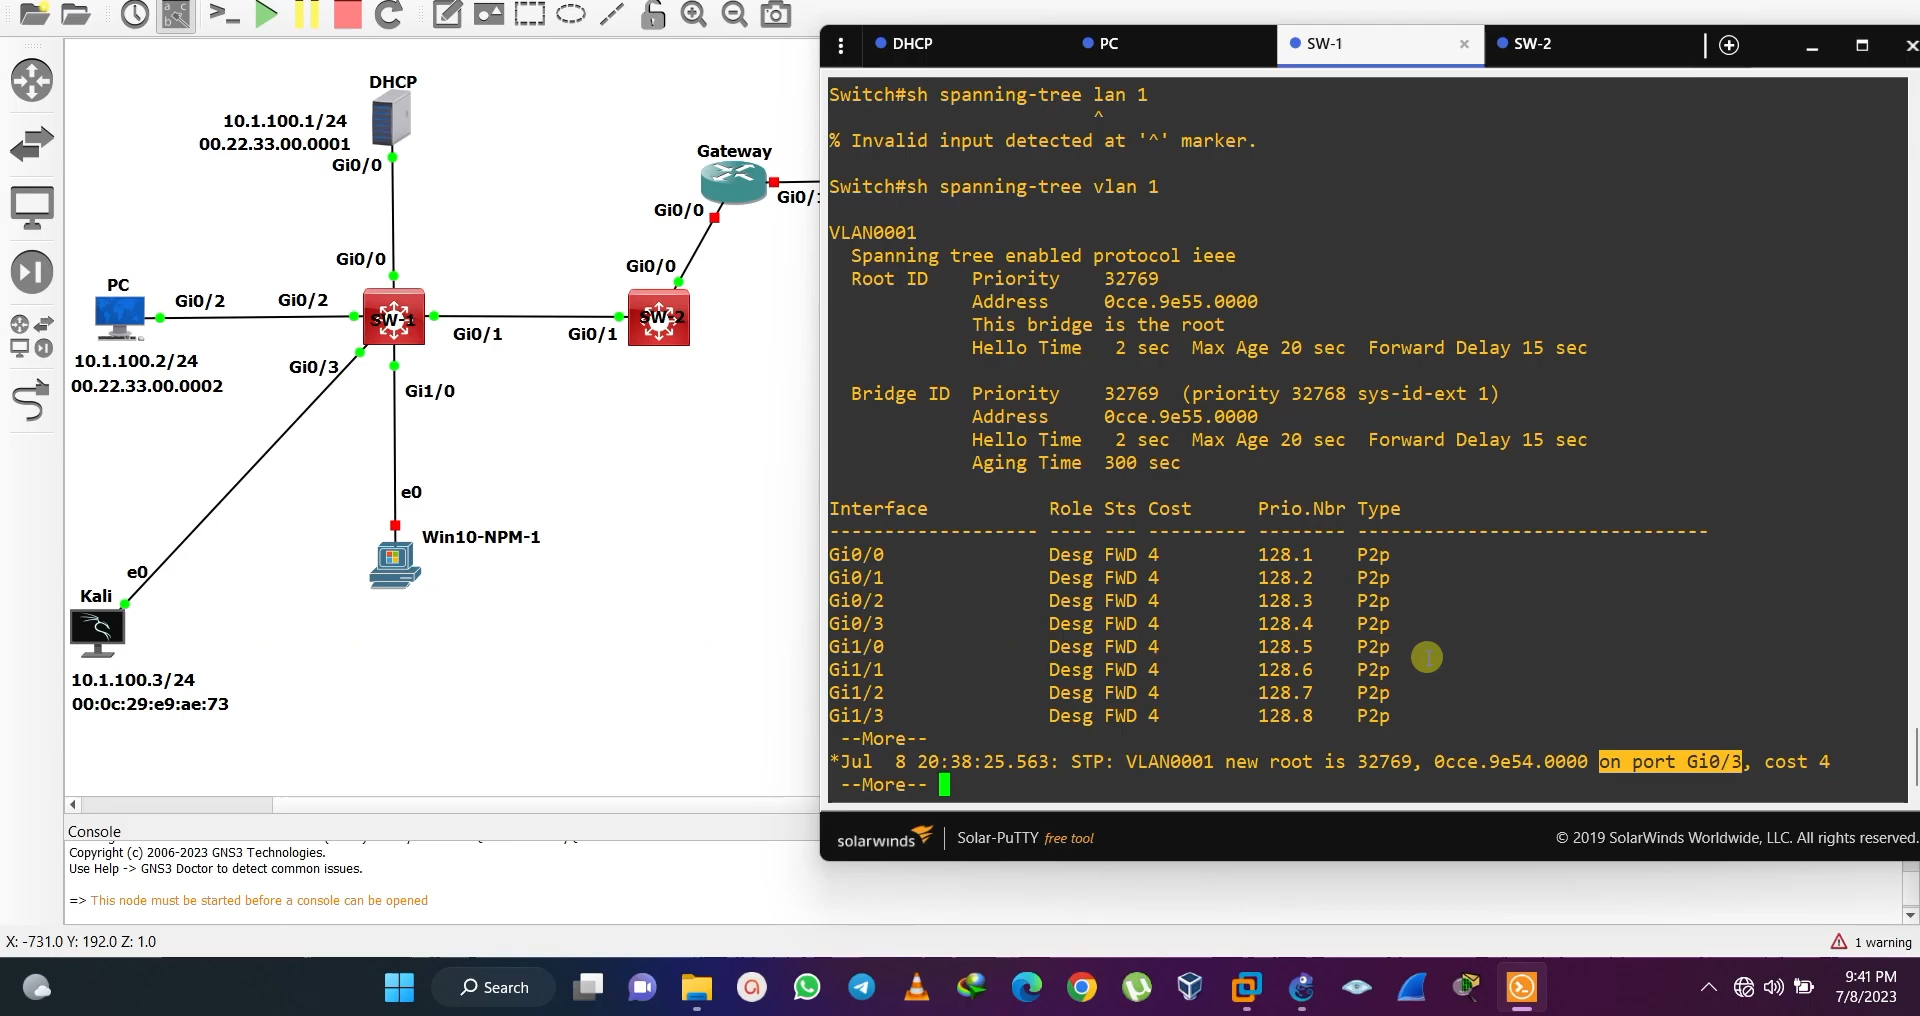 DHCP
10.1.100.1/24
00.22.33.00.0001
Gi0/0
Gateway
Gi0/1
Gi0/0
Gi0/0
Gi0/0
PC
Gi0/2
Gi0/2
SW-1
Gi0/1
Gi0/1
SW-2
10.1.100.2/24
00.22.33.00.0002
Gi0/3
Gi1/0
e0
Win10-NPM-1
e0
Kali
10.1.100.3/24
00:0c:29:e9:ae:73
Console
Copyright (c) 2006-2023 GNS3 Technologies.
Use Help -> GNS3 Doctor to detect common issues.
=> This node must be started before a console can be opened
X: -731.0 Y: 192.0 Z: 1.0
1 warning
DHCP PC SW-1 SW-2
Switch#sh spanning-tree lan 1
^
% Invalid input detected at '^' marker.
Switch#sh spanning-tree vlan 1
VLAN0001
Spanning tree enabled protocol ieee
Root ID Priority 32769
Address 0cce.9e55.0000
This bridge is the root
Hello Time 2 sec Max Age 20 sec Forward Delay 15 sec
Bridge ID Priority 32769 (priority 32768 sys-id-ext 1)
Address 0cce.9e55.0000
Hello Time 2 sec Max Age 20 sec Forward Delay 15 sec
Aging Time 300 sec
Interface Role Sts Cost Prio.Nbr Type
------------------- ---- --- --------- -------- --------------------------------
Gi0/0 Desg FWD 4 128.1 P2p
Gi0/1 Desg FWD 4 128.2 P2p
Gi0/2 Desg FWD 4 128.3 P2p
Gi0/3 Desg FWD 4 128.4 P2p
Gi1/0 Desg FWD 4 128.5 P2p
Gi1/1 Desg FWD 4 128.6 P2p
Gi1/2 Desg FWD 4 128.7 P2p
Gi1/3 Desg FWD 4 128.8 P2p
--More--
*Jul 8 20:38:25.563: STP: VLAN0001 new root is 32769, 0cce.9e54.0000 on port Gi0/3, cost 4
--More--
solarwinds Solar-PuTTY free tool © 2019 SolarWinds Worldwide, LLC. All rights reserved.
Search
9:41 PM
7/8/2023